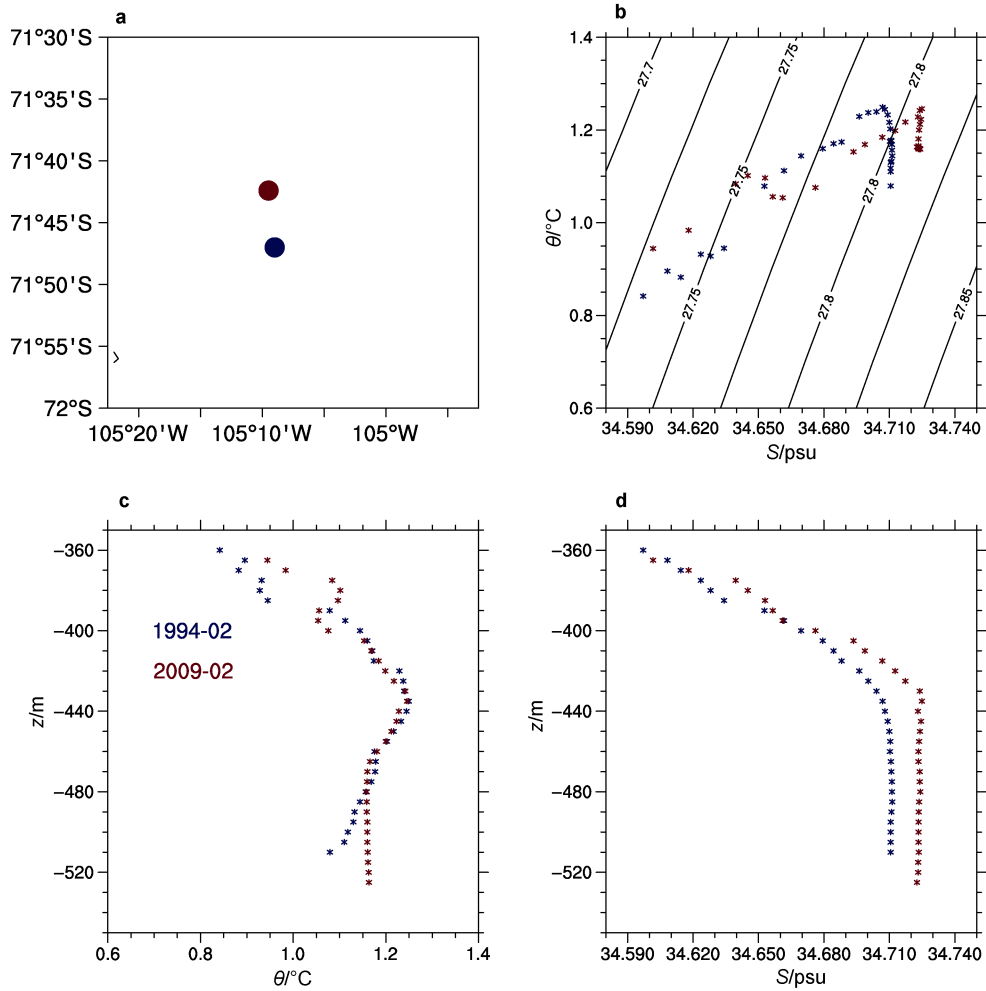 a
71°30'S
71°35'S
71°40'S
71°45'S
71°50'S
71°55'S
72°S
105°20'W 105°10'W 105°W
b
1.4
1.2
1.0
0.8
0.6
θ/°C
27.7
27.75
27.8
27.75
27.8
27.75
27.8
27.85
34.590 34.620 34.650 34.680 34.710 34.740
S/psu
c
−360
−400
−440
−480
−520
z/m
1994-02
2009-02
0.6 0.8 1.0 1.2 1.4
θ/°C
d
−360
−400
−440
−480
−520
z/m
34.590 34.620 34.650 34.680 34.710 34.740
S/psu